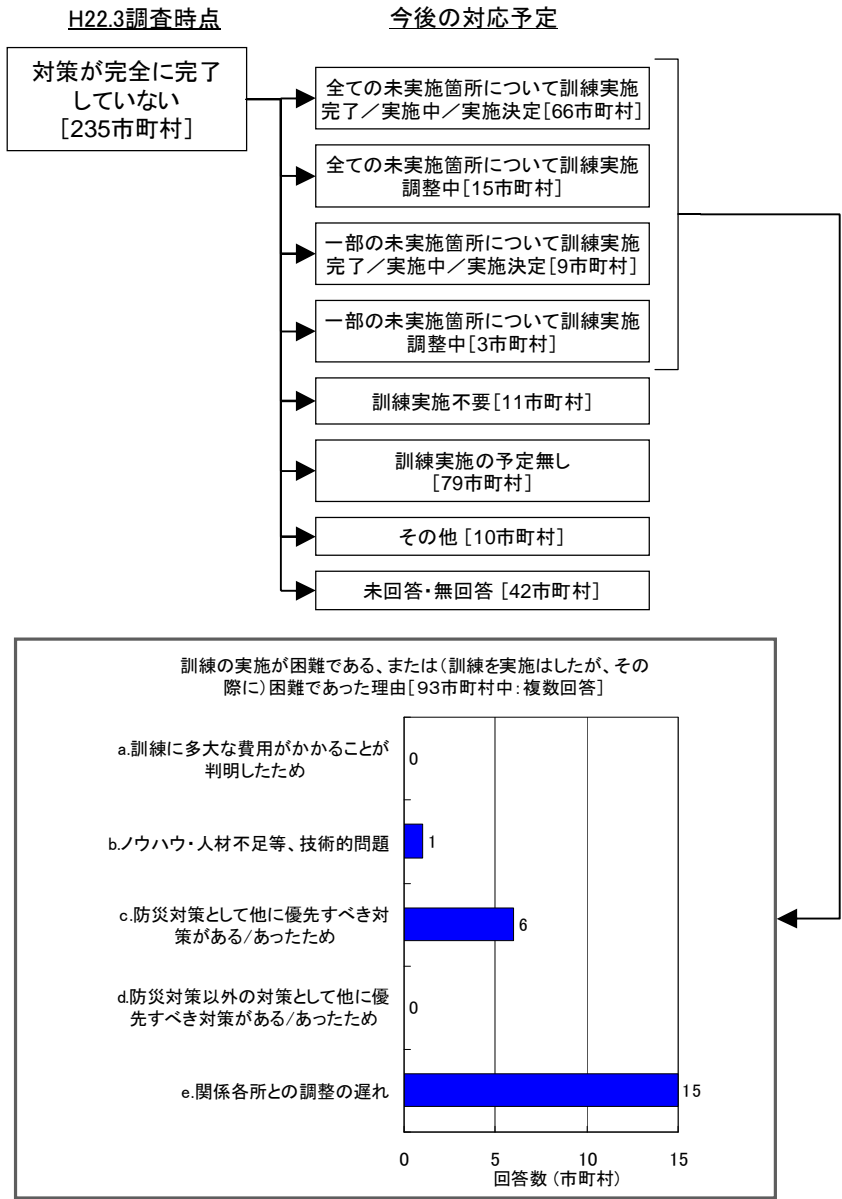 H22.3調査時点
今後の対応予定
対策が完全に完了
していない
[235市町村]
全ての未実施箇所について訓練実施
完了／実施中／実施決定[66市町村]
全ての未実施箇所について訓練実施
調整中[15市町村]
一部の未実施箇所について訓練実施
完了／実施中／実施決定[9市町村]
一部の未実施箇所について訓練実施
調整中[3市町村]
訓練実施不要[11市町村]
訓練実施の予定無し
[79市町村]
その他 [10市町村]
未回答・無回答 [42市町村]
訓練の実施が困難である、または（訓練を実施はしたが、その
際に）困難であった理由[93市町村中：複数回答]
a.訓練に多大な費用がかかることが
判明したため
0
b.ノウハウ・人材不足等、技術的問題
1
c.防災対策として他に優先すべき対
策がある/あったため
6
d.防災対策以外の対策として他に優
先すべき対策がある/あったため
0
e.関係各所との調整の遅れ
15
0 5 10 15
回答数（市町村）